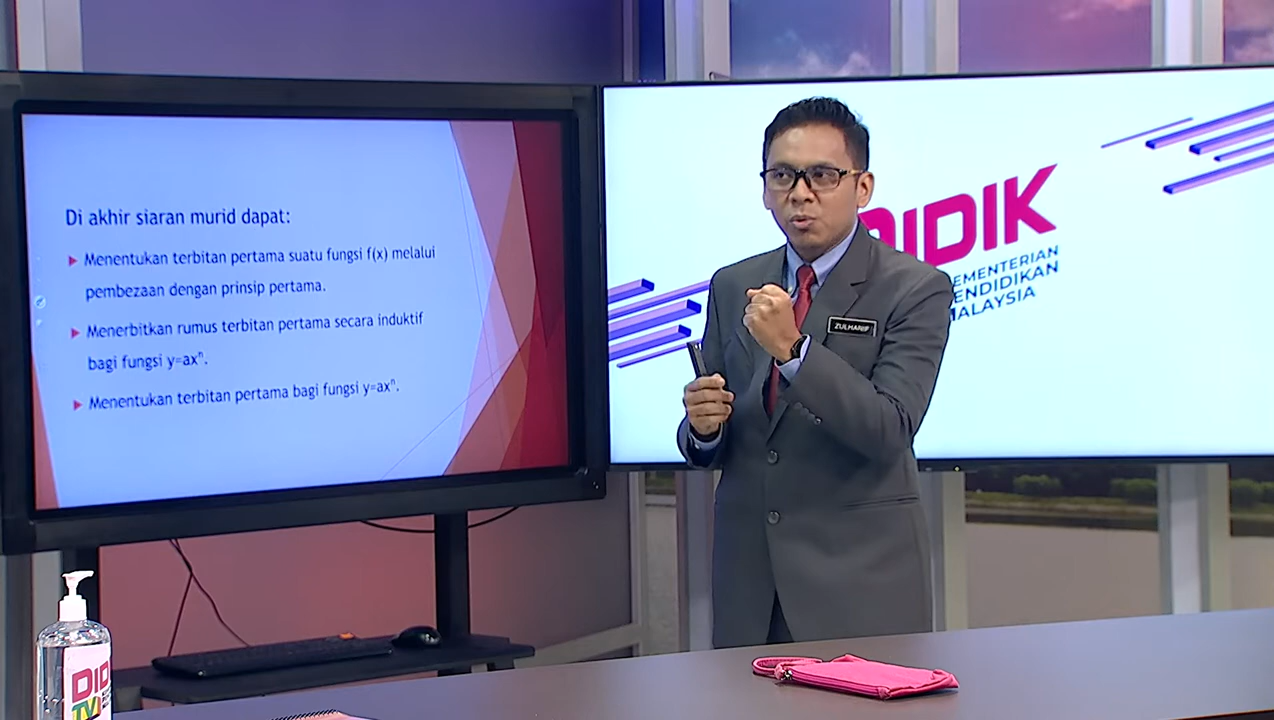 Di akhir siaran murid dapat:
Menentukan terbitan pertama suatu fungsi f(x) melalui
pembezaan dengan prinsip pertama.
Menerbitkan rumus terbitan pertama secara induktif
bagi fungsi y=axⁿ.
Menentukan terbitan pertama bagi fungsi y=axⁿ.
DIDIK
KEMENTERIAN
PENDIDIKAN
MALAYSIA
ZULHARIF
DID
TV